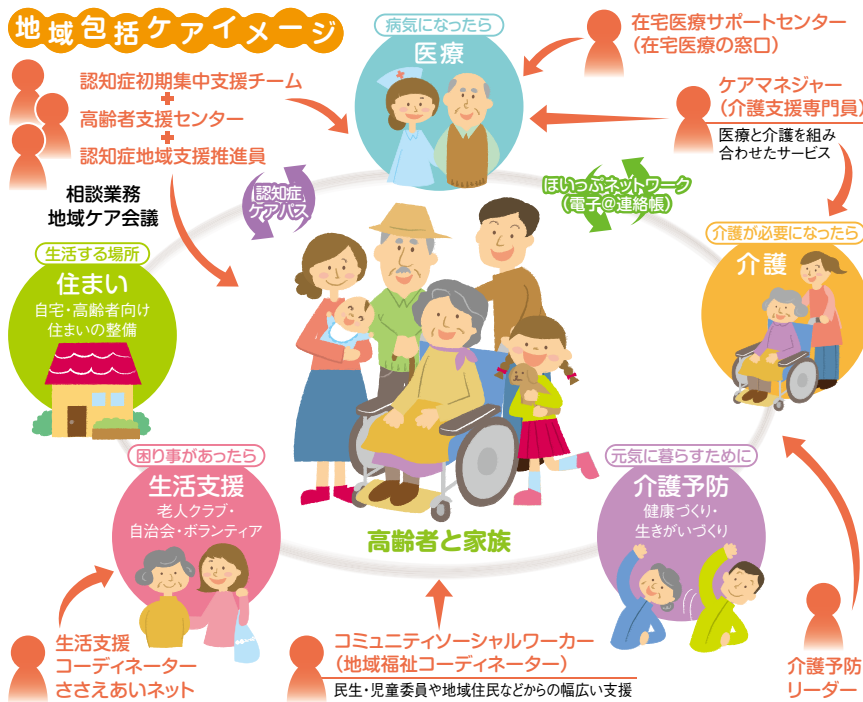 地域包括ケアイメージ
認知症初期集中支援チーム
+
高齢者支援センター
+
認知症地域支援推進員
相談業務
地域ケア会議
病気になったら
医療
在宅医療サポートセンター
(在宅医療の窓口)
ケアマネジャー
(介護支援専門員)
医療と介護を組み
合わせたサービス
認知症
ケアパス
ほいっぷネットワーク
(電子@連絡帳)
生活する場所
住まい
自宅・高齢者向け
住まいの整備
介護が必要になったら
介護
困り事があったら
生活支援
老人クラブ・
自治会・ボランティア
元気に暮らすために
介護予防
健康づくり・
生きがいづくり
高齢者と家族
生活支援
コーディネーター
ささえあいネット
コミュニティソーシャルワーカー
(地域福祉コーディネーター)
民生・児童委員や地域住民などからの幅広い支援
介護予防
リーダー